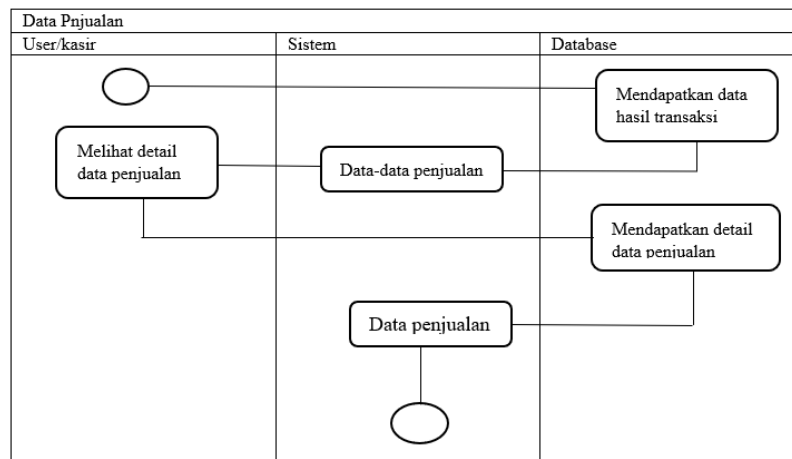 Data Pnjualan
User/kasir
Sistem
Database
Mendapatkan data
hasil transaksi
Melihat detail
data penjualan
Data-data penjualan
Mendapatkan detail
data penjualan
Data penjualan